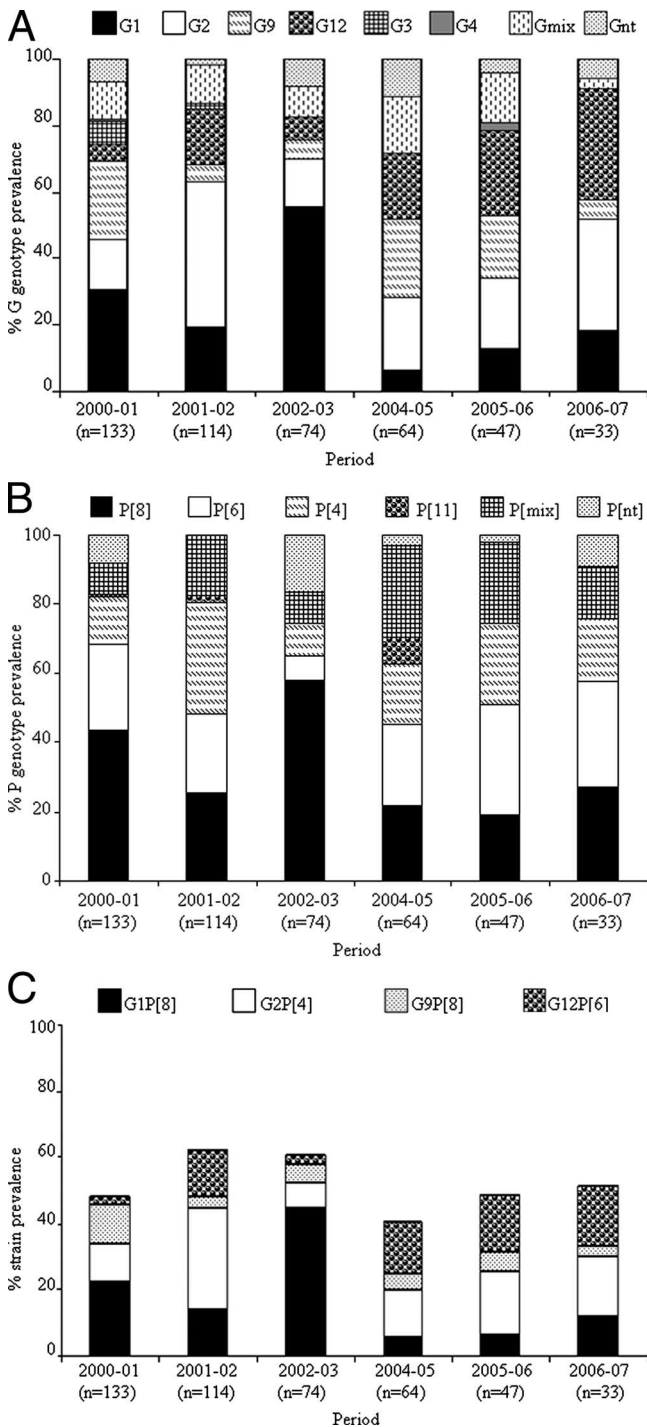 A
G1 G2 G9 G12 G3 G4 Gmix Gnt
100
80
60
40
20
0
% G genotype prevalence
2000-01 2001-02 2002-03 2004-05 2005-06 2006-07
(n=133) (n=114) (n=74) (n=64) (n=47) (n=33)
Period
B
P[8] P[6] P[4] P[11] P[mix] P[nt]
100
80
60
40
20
0
% P genotype prevalence
2000-01 2001-02 2002-03 2004-05 2005-06 2006-07
(n=133) (n=114) (n=74) (n=64) (n=47) (n=33)
Period
C
G1P[8] G2P[4] G9P[8] G12P[6]
100
80
60
40
20
0
% strain prevalence
2000-01 2001-02 2002-03 2004-05 2005-06 2006-07
(n=133) (n=114) (n=74) (n=64) (n=47) (n=33)
Period